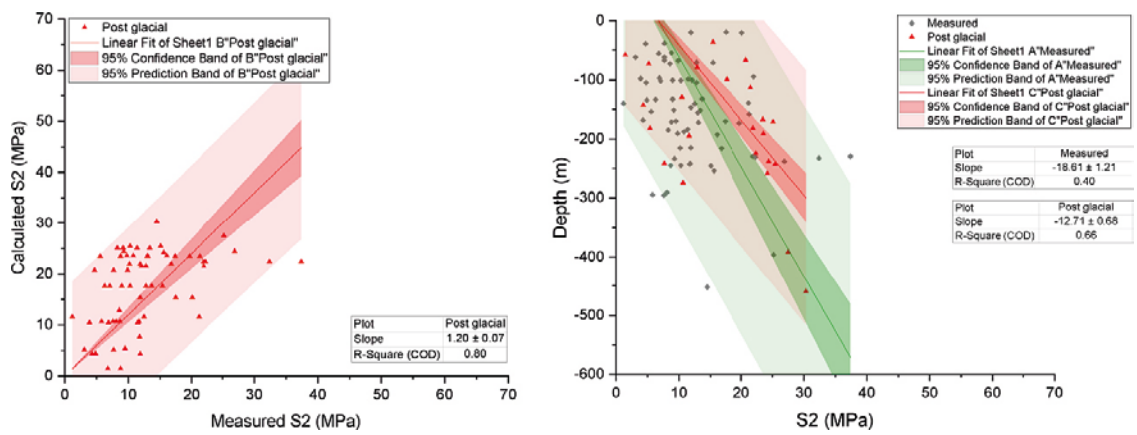 70
60
50
40
30
20
10
0
Calculated S2 (MPa)
Post glacial
Linear Fit of Sheet1 B"Post glacial"
95% Confidence Band of B"Post glacial"
95% Prediction Band of B"Post glacial"
Plot Post glacial
Slope 1.20 ± 0.07
R-Square (COD) 0.80
0 10 20 30 40 50 60 70
Measured S2 (MPa)
-0
-100
-200
-300
-400
-500
-600
Depth (m)
Measured
Post glacial
Linear Fit of Sheet1 A"Measured"
95% Confidence Band of A"Measured"
95% Prediction Band of A"Measured"
Linear Fit of Sheet1 C"Post glacial"
95% Confidence Band of C"Post glacial"
95% Prediction Band of C"Post glacial"
Plot Measured
Slope -18.61 ± 1.21
R-Square (COD) 0.40
Plot Post glacial
Slope -12.71 ± 0.68
R-Square (COD) 0.66
0 10 20 30 40 50 60 70
S2 (MPa)